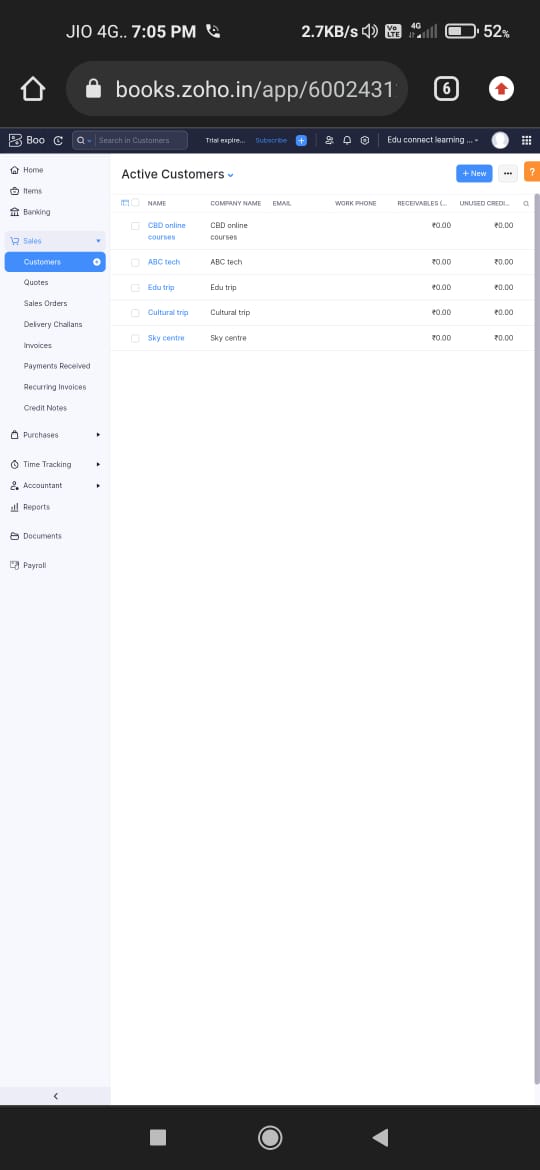 JIO 4G.. 7:05 PM 2.7KB/s Vo LTE 4G 52%
books.zoho.in/app/6002431 6
Boo Search in Customers Trial expire... Subscribe Edu connect learning ...
Home
Items
Banking
Sales
Customers
Quotes
Sales Orders
Delivery Challans
Invoices
Payments Received
Recurring Invoices
Credit Notes
Purchases
Time Tracking
Accountant
Reports
Documents
Payroll
Active Customers + New ... ?
NAME COMPANY NAME EMAIL WORK PHONE RECEIVABLES (... UNUSED CREDI...
CBD online courses CBD online courses ₹0.00 ₹0.00
ABC tech ABC tech ₹0.00 ₹0.00
Edu trip Edu trip ₹0.00 ₹0.00
Cultural trip Cultural trip ₹0.00 ₹0.00
Sky centre Sky centre ₹0.00 ₹0.00